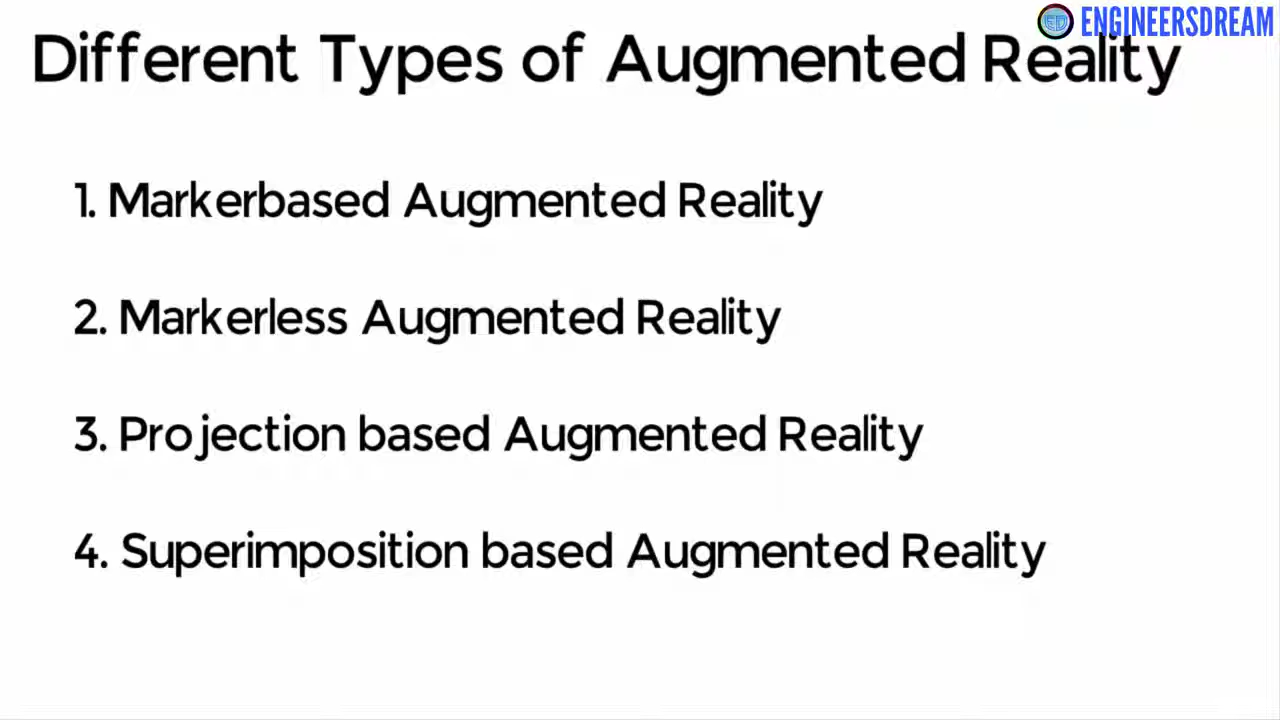 ENGINEERSDREAM
Different Types of Augmented Reality
1. Markerbased Augmented Reality
2. Markerless Augmented Reality
3. Projection based Augmented Reality
4. Superimposition based Augmented Reality